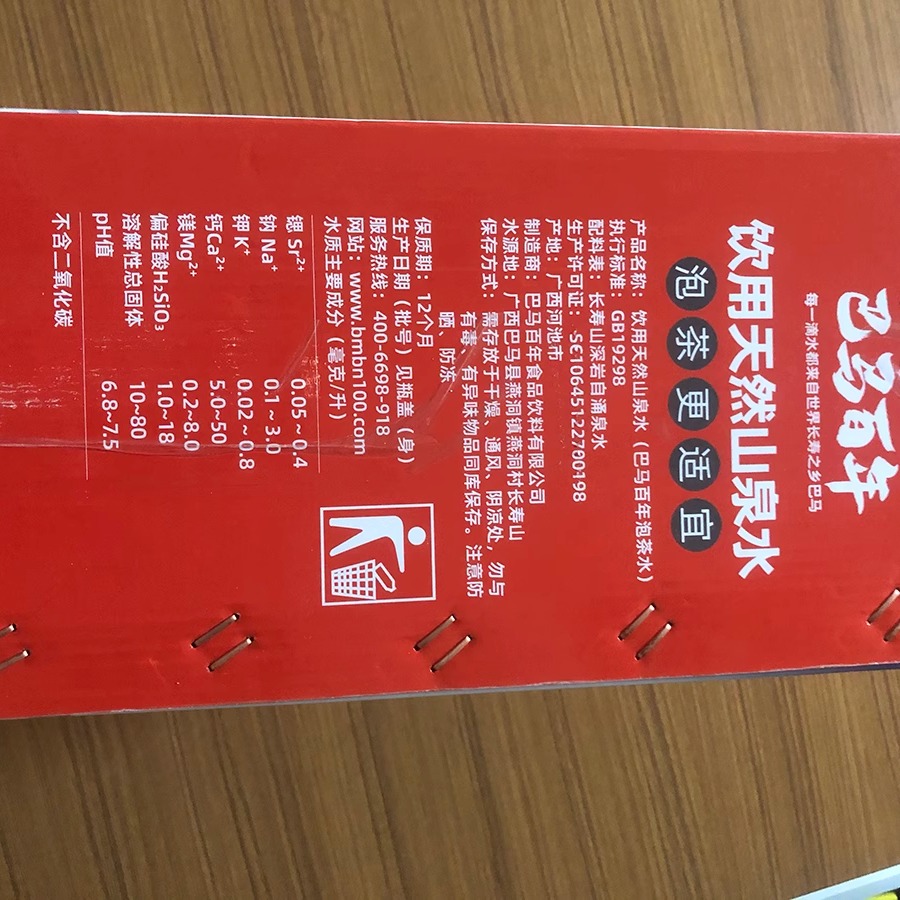 巴马百年
每一滴水都来自世界长寿之乡巴马
饮用天然山泉水
泡茶更适宜
产品名称：饮用天然山泉水（巴马百年泡茶水）
执行标准：GB19298
配料表：长寿山深岩自涌泉水
生产许可证：SC10645122700198
产地：广西河池市
制造商：巴马百年食品饮料有限公司
水源地：广西巴马县燕洞镇燕洞村长寿山
保存方式：需存放于干燥、通风、阴凉处，勿与
有毒、有异味物品同库保存。注意防
晒、防冻
保质期：12个月
生产日期（批号）见瓶盖（身）
服务热线：400-6698-918
网站：www.bmbn100.com
水质主要成分（毫克/升）
锶 Sr²⁺ 0.05~0.4
钠 Na⁺ 0.1~3.0
钾 K⁺ 0.02~0.8
钙Ca²⁺ 5.0~50
镁Mg²⁺ 0.2~8.0
偏硅酸H₂SiO₃ 1.0~18
溶解性总固体 10~80
pH值 6.8~7.5
不含二氧化碳